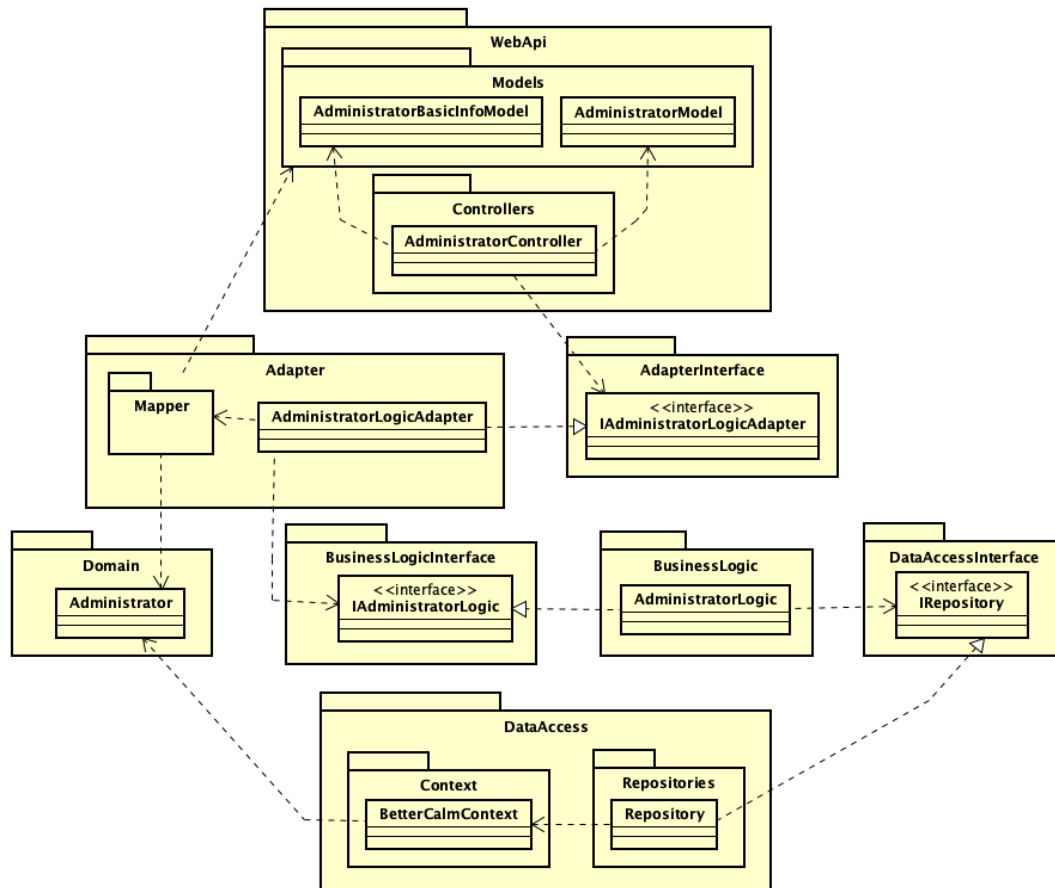 WebApi
Models
AdministratorBasicInfoModel
AdministratorModel
Controllers
AdministratorController
Adapter
Mapper
AdministratorLogicAdapter
AdapterInterface
<<interface>>
IAdministratorLogicAdapter
Domain
Administrator
BusinessLogicInterface
<<interface>>
IAdministratorLogic
BusinessLogic
AdministratorLogic
DataAccessInterface
<<interface>>
IRepository
DataAccess
Context
BetterCalmContext
Repositories
Repository